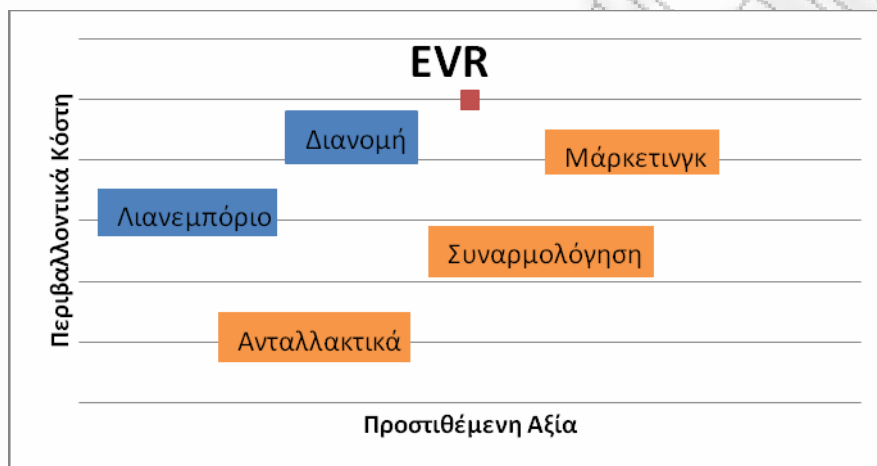 EVR
Διανομή
Μάρκετινγκ
Λιανεμπόριο
Συναρμολόγηση
Ανταλλακτικά
Περιβαλλοντικά Κόστη
Προστιθέμενη Αξία